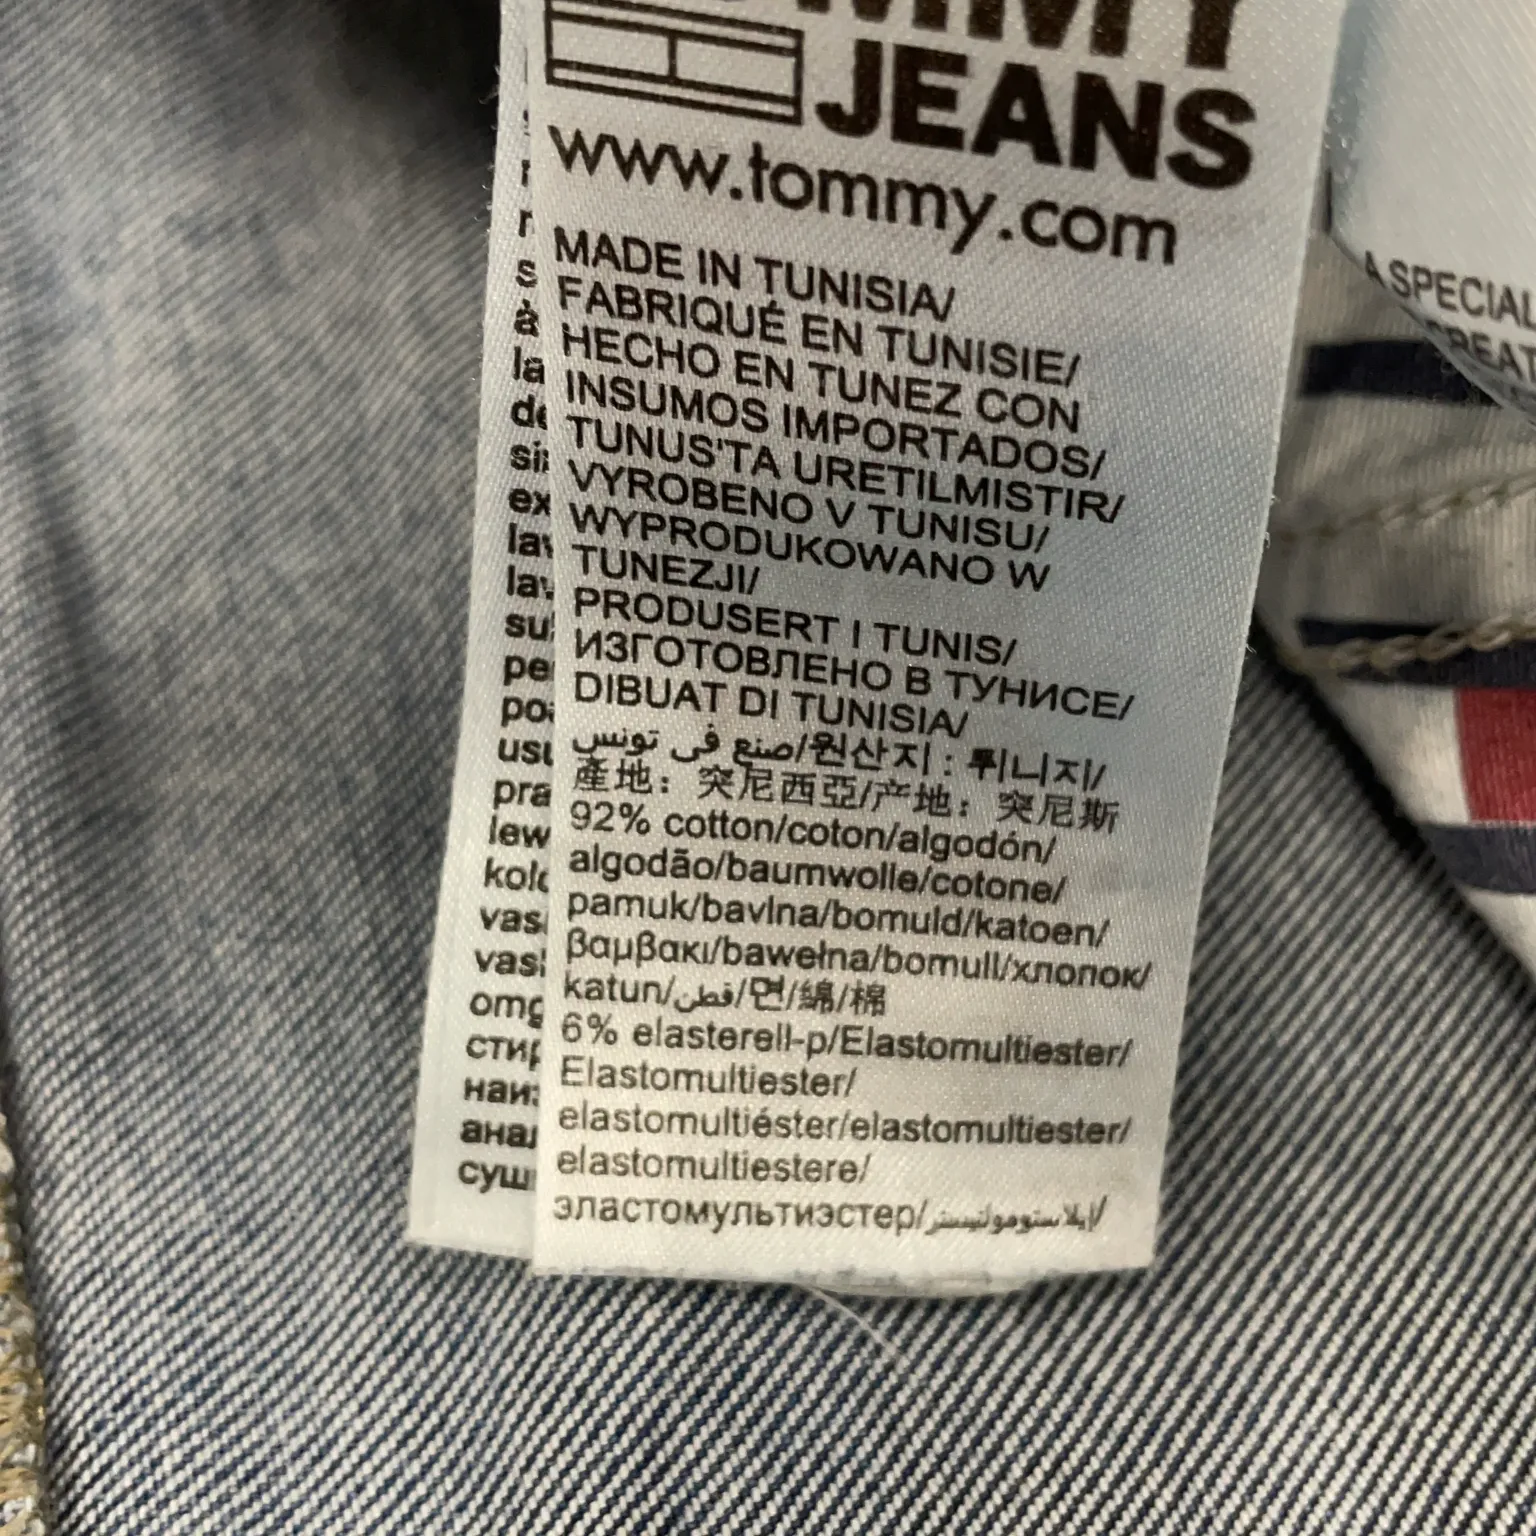 JEANS
www.tommy.com
MADE IN TUNISIA/
FABRIQUÉ EN TUNISIE/
HECHO EN TUNEZ CON
INSUMOS IMPORTADOS/
TUNUS'TA URETILMISTIR/
VYROBENO V TUNISU/
WYPRODUKOWANO W
TUNEZJI/
PRODUSERT I TUNIS/
ИЗГОТОВЛЕНО В ТУНИСЕ/
DIBUAT DI TUNISIA/
صنع في تونس/원산지 : 튀니지/
產地：突尼西亞/产地：突尼斯
92% cotton/coton/algodón/
algodão/baumwolle/cotone/
pamuk/bavlna/bomuld/katoen/
βαμβακι/bawełna/bomull/хлопок/
katun/قطن/면/綿/棉
6% elasterell-p/Elastomultiester/
Elastomultiester/
elastomultiéster/elastomultiester/
elastomultiestere/
эластомультиэстер/إيلاستومولتيستر/
A SPECIAL